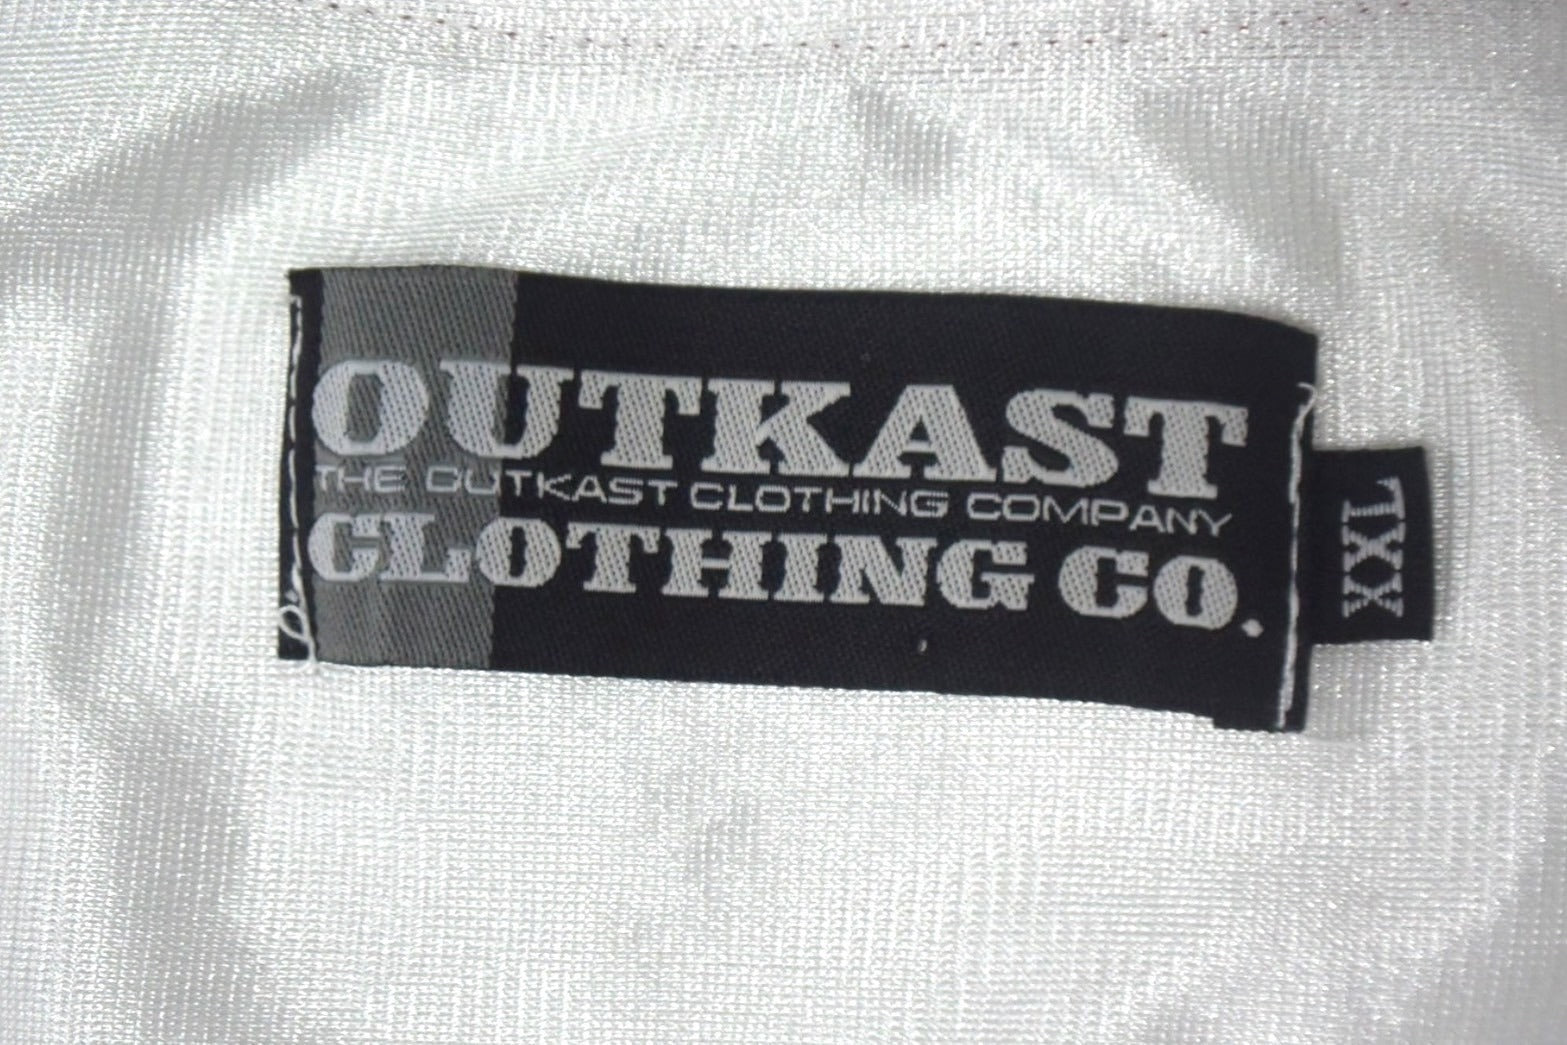 OUTKAST
THE OUTKAST CLOTHING COMPANY
CLOTHING CO.
XXL